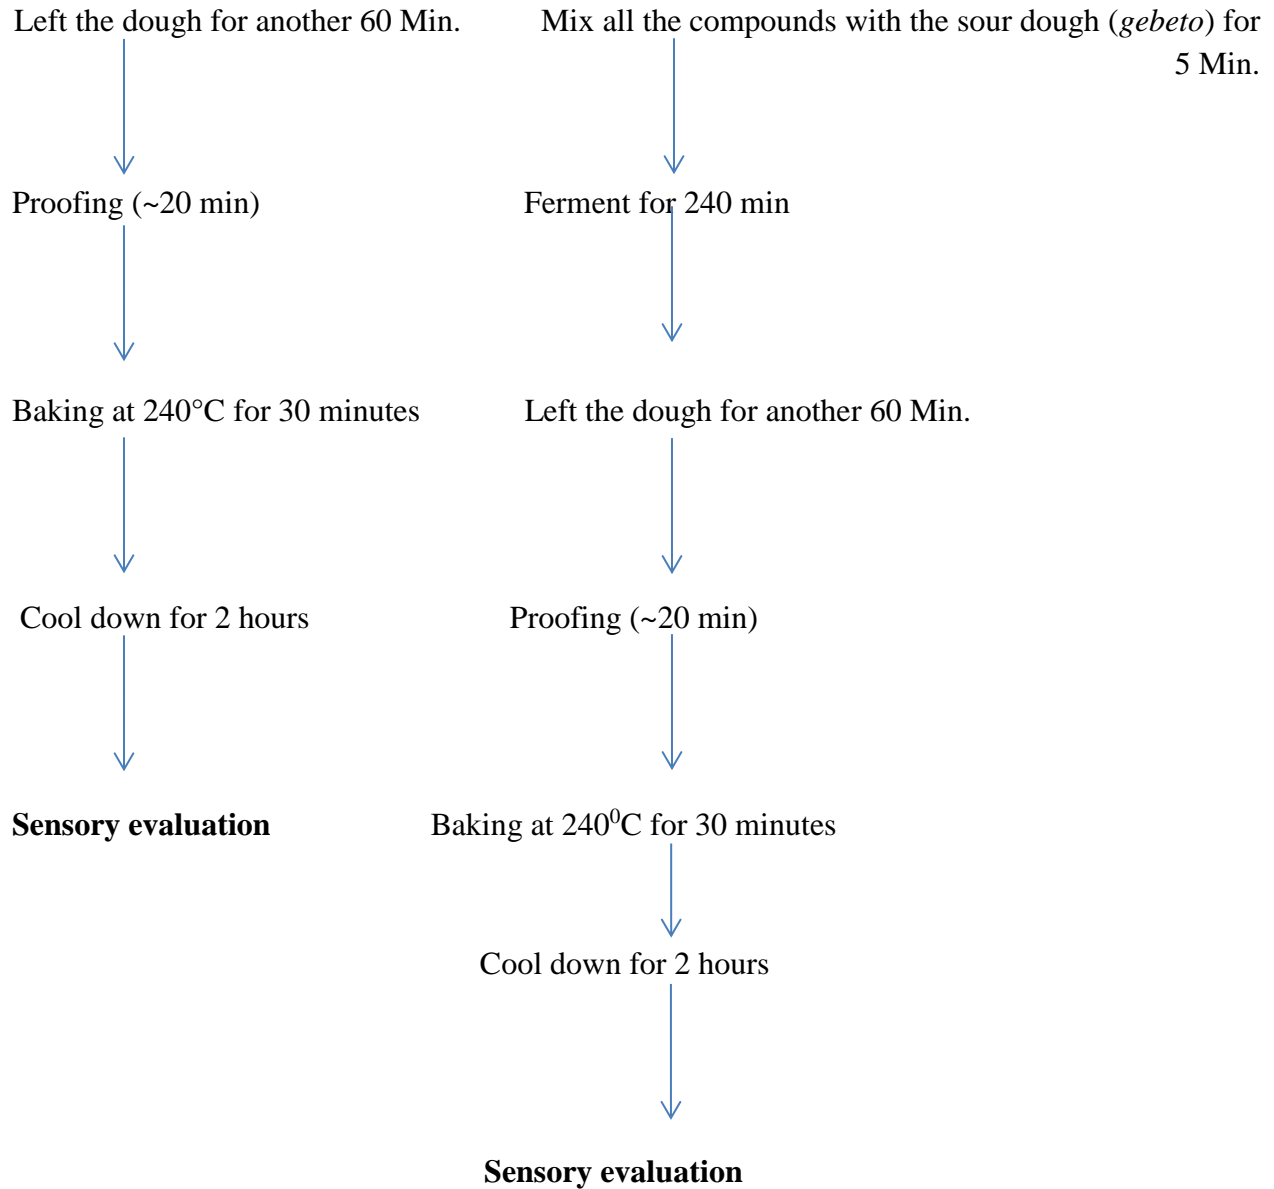 Left the dough for another 60 Min.
Mix all the compounds with the sour dough (gebeto) for
5 Min.
Proofing (~20 min)
Ferment for 240 min
Baking at 240°C for 30 minutes
Left the dough for another 60 Min.
Cool down for 2 hours
Proofing (~20 min)
Sensory evaluation
Baking at 240⁰C for 30 minutes
Cool down for 2 hours
Sensory evaluation